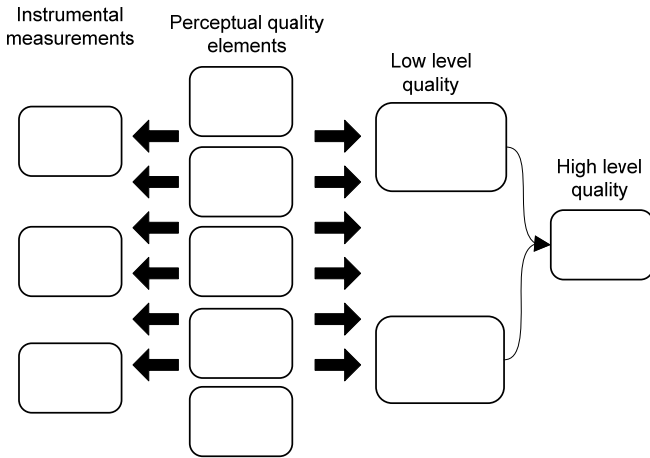 Instrumental
measurements
Perceptual quality
elements
Low level
quality
High level
quality